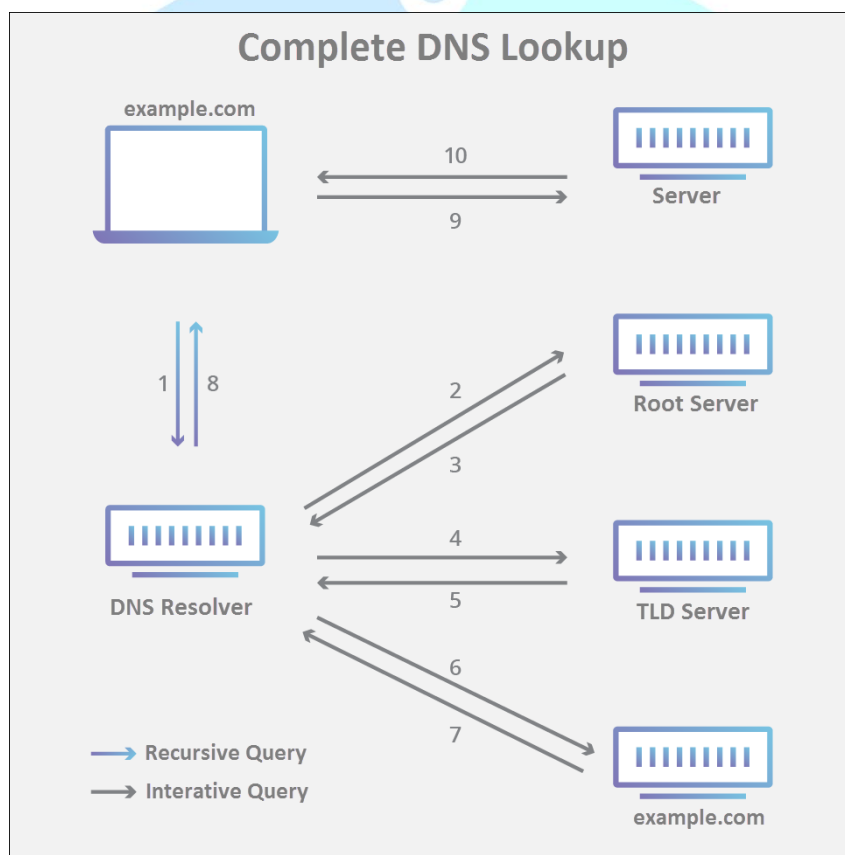 Complete DNS Lookup
example.com
10
9
Server
1
8
2
3
Root Server
4
5
DNS Resolver
TLD Server
6
7
Recursive Query
Interative Query
example.com